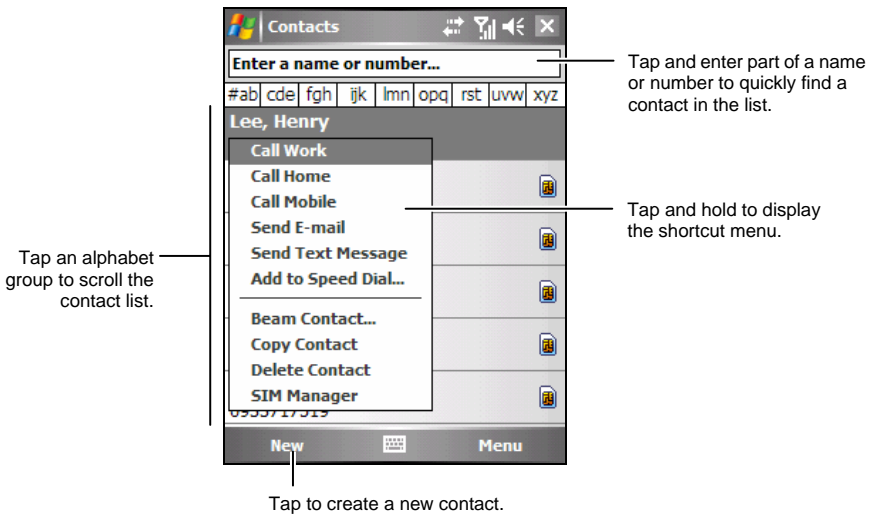 Contacts
Enter a name or number...
#ab cde fgh ijk lmn opq rst uvw xyz
Lee, Henry
Call Work
Call Home
Call Mobile
Send E-mail
Send Text Message
Add to Speed Dial...
Beam Contact...
Copy Contact
Delete Contact
SIM Manager
New Menu
Tap and enter part of a name
or number to quickly find a
contact in the list.
Tap and hold to display
the shortcut menu.
Tap an alphabet
group to scroll the
contact list.
Tap to create a new contact.